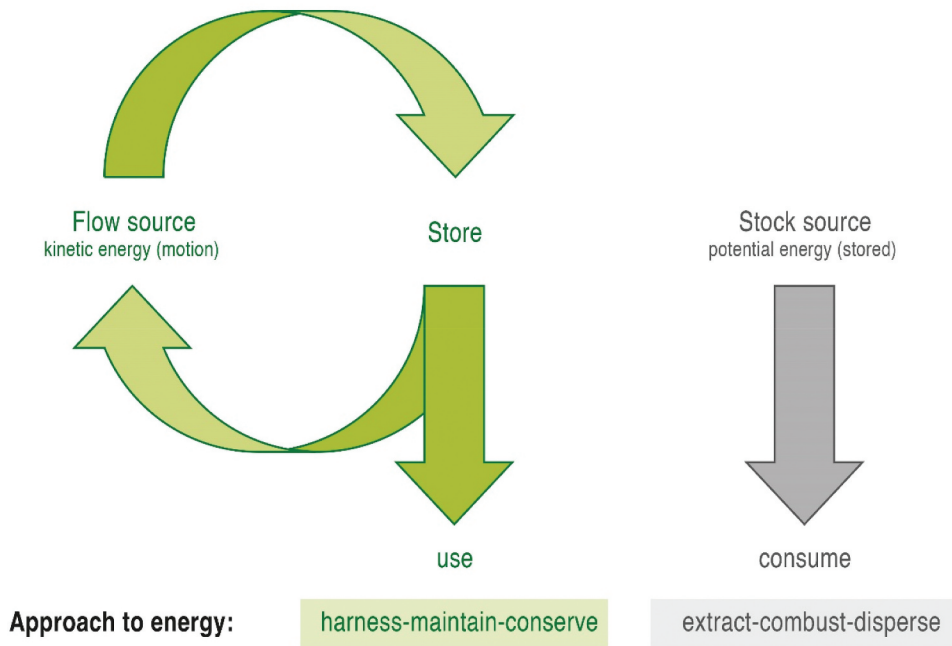 Flow source
kinetic energy (motion)
Store
Stock source
potential energy (stored)
use
consume
Approach to energy:
harness-maintain-conserve
extract-combust-disperse